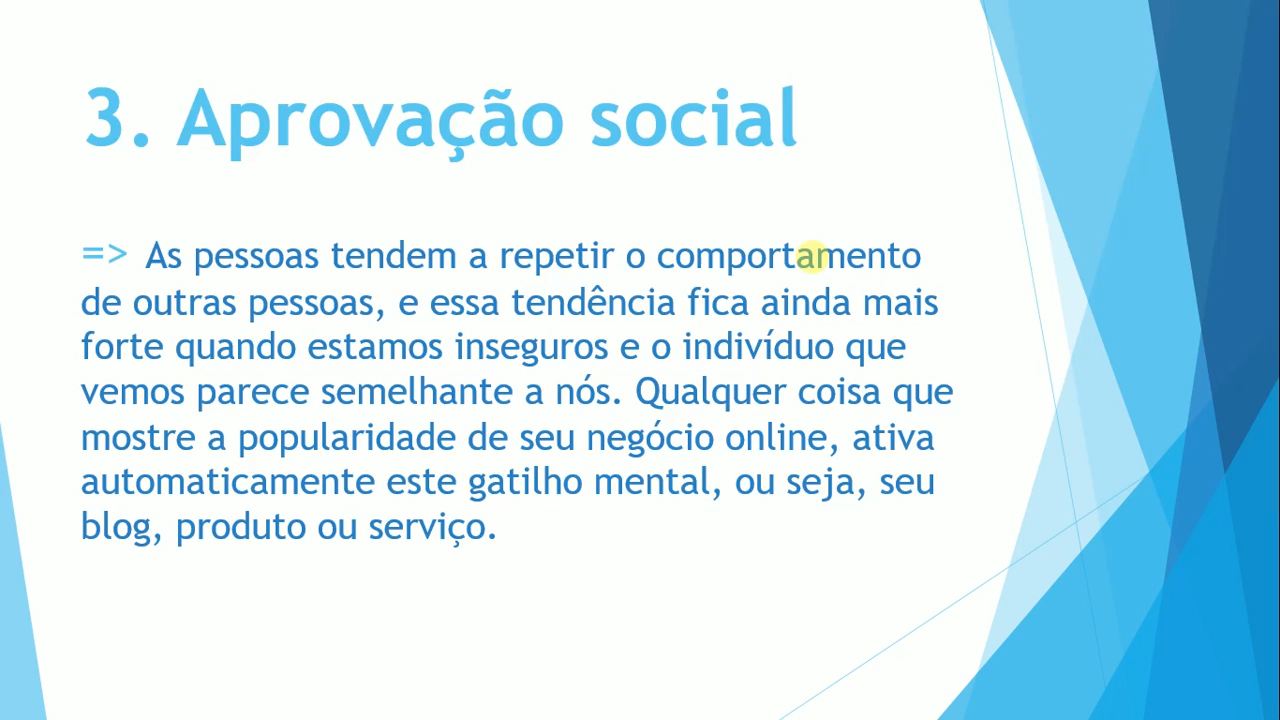 3. Aprovação social
=> As pessoas tendem a repetir o comportamento
de outras pessoas, e essa tendência fica ainda mais
forte quando estamos inseguros e o indivíduo que
vemos parece semelhante a nós. Qualquer coisa que
mostre a popularidade de seu negócio online, ativa
automaticamente este gatilho mental, ou seja, seu
blog, produto ou serviço.